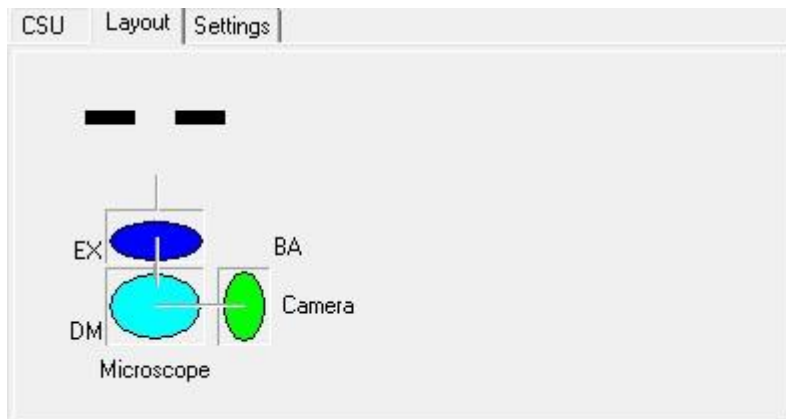 CSU Layout Settings
EX
BA
DM
Camera
Microscope